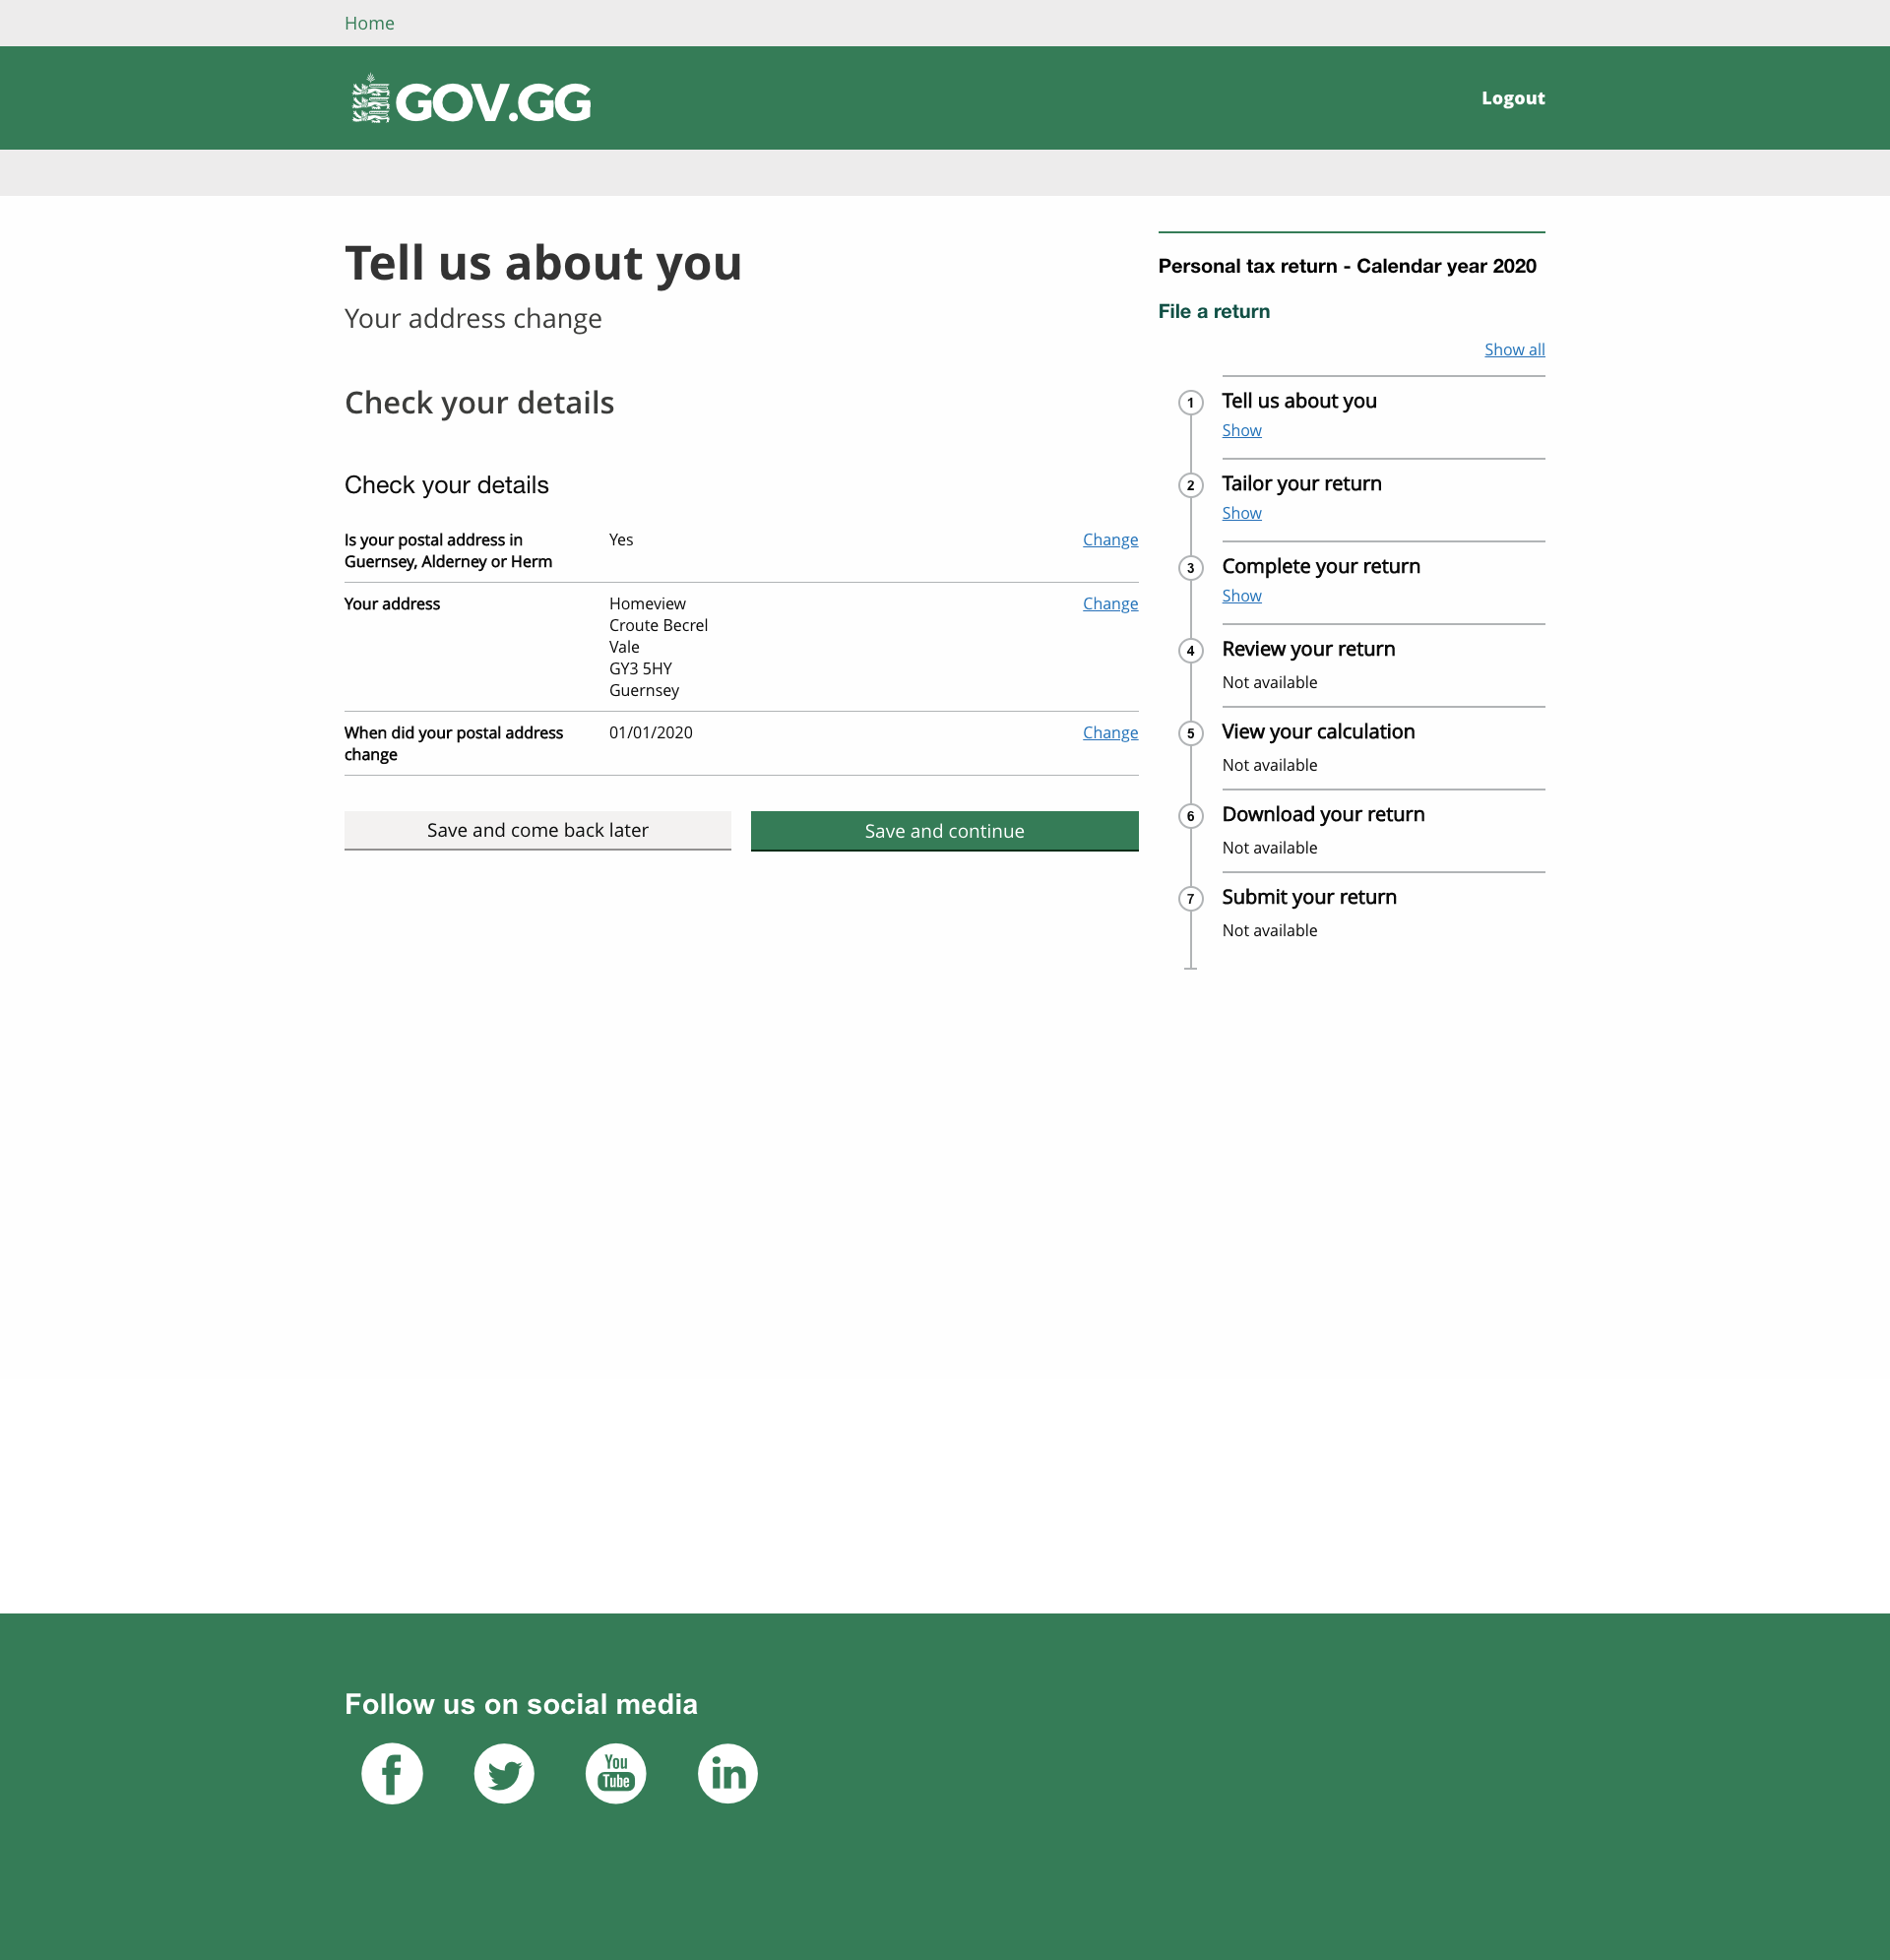 Home
GOV.GG
Logout
Tell us about you
Your address change
Check your details
Check your details
Is your postal address in
Guernsey, Alderney or Herm
Yes
Change
Your address
Homeview
Croute Becrel
Vale
GY3 5HY
Guernsey
Change
When did your postal address
change
01/01/2020
Change
Save and come back later
Save and continue
Personal tax return - Calendar year 2020
File a return
Show all
1
Tell us about you
Show
2
Tailor your return
Show
3
Complete your return
Show
4
Review your return
Not available
5
View your calculation
Not available
6
Download your return
Not available
7
Submit your return
Not available
Follow us on social media
f
You
Tube
in